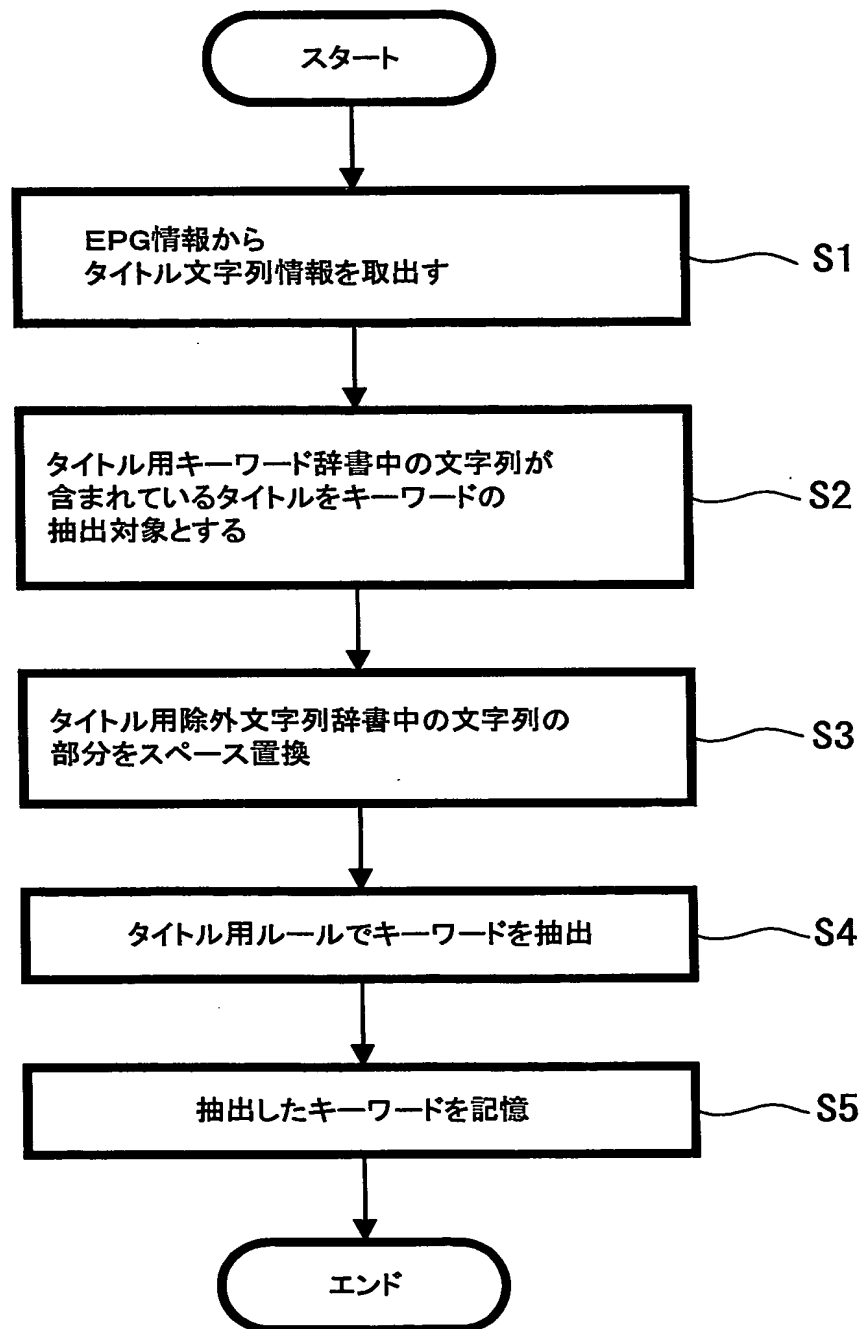 スタート
EPG情報から
タイトル文字列情報を取出す
S1
タイトル用キーワード辞書中の文字列が
含まれているタイトルをキーワードの
抽出対象とする
S2
タイトル用除外文字列辞書中の文字列の
部分をスペース置換
S3
タイトル用ルールでキーワードを抽出
S4
抽出したキーワードを記憶
S5
エンド